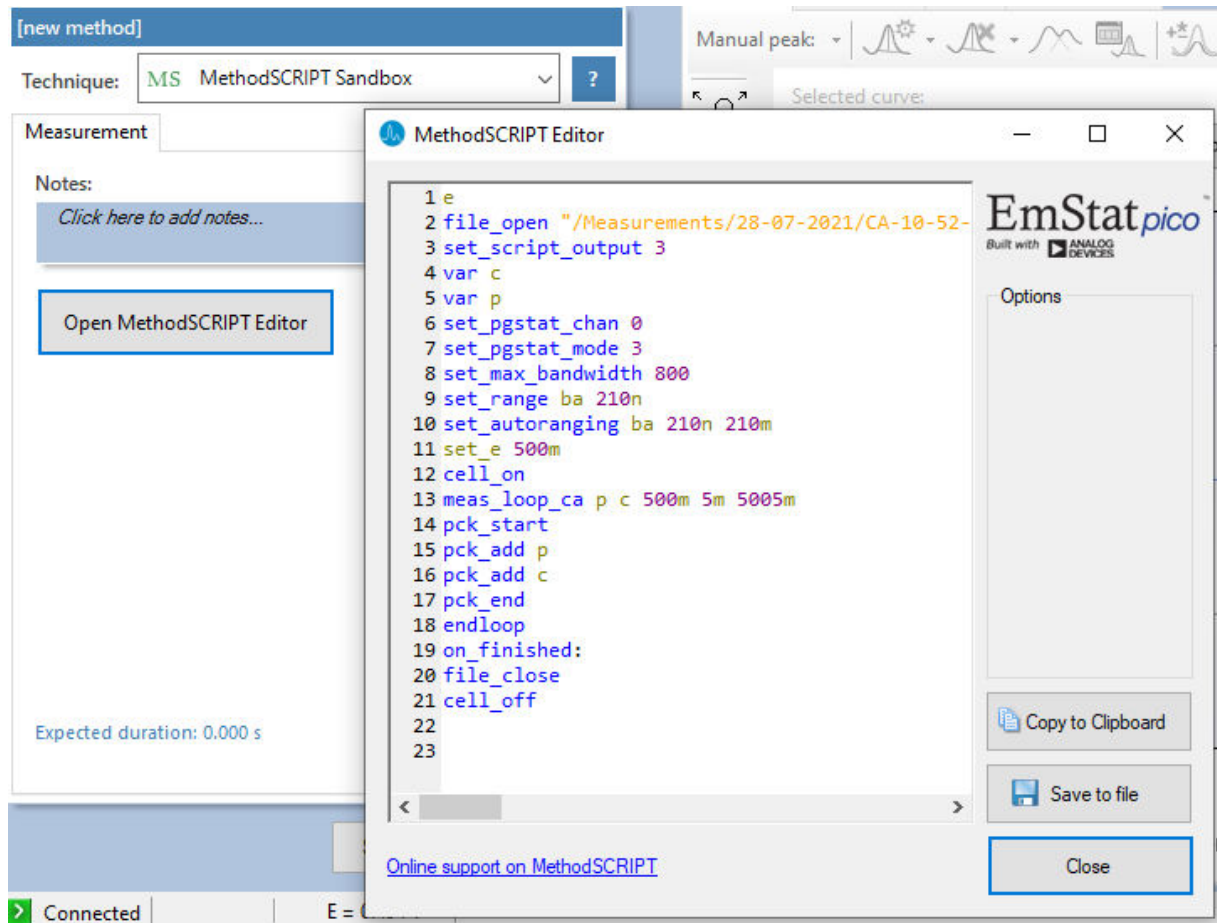 [new method]
Technique:
MS MethodSCRIPT Sandbox
?
Measurement
Notes:
Click here to add notes...
Open MethodSCRIPT Editor
Expected duration: 0.000 s
Connected
E =
Manual peak:
Selected curve:
MethodSCRIPT Editor
1 e
2 file_open "/Measurements/28-07-2021/CA-10-52-
3 set_script_output 3
4 var c
5 var p
6 set_pgstat_chan 0
7 set_pgstat_mode 3
8 set_max_bandwidth 800
9 set_range ba 210n
10 set_autoranging ba 210n 210m
11 set_e 500m
12 cell_on
13 meas_loop_ca p c 500m 5m 5005m
14 pck_start
15 pck_add p
16 pck_add c
17 pck_end
18 endloop
19 on_finished:
20 file_close
21 cell_off
22
23
Online support on MethodSCRIPT
EmStat pico
Built with ANALOG DEVICES
Options
Copy to Clipboard
Save to file
Close